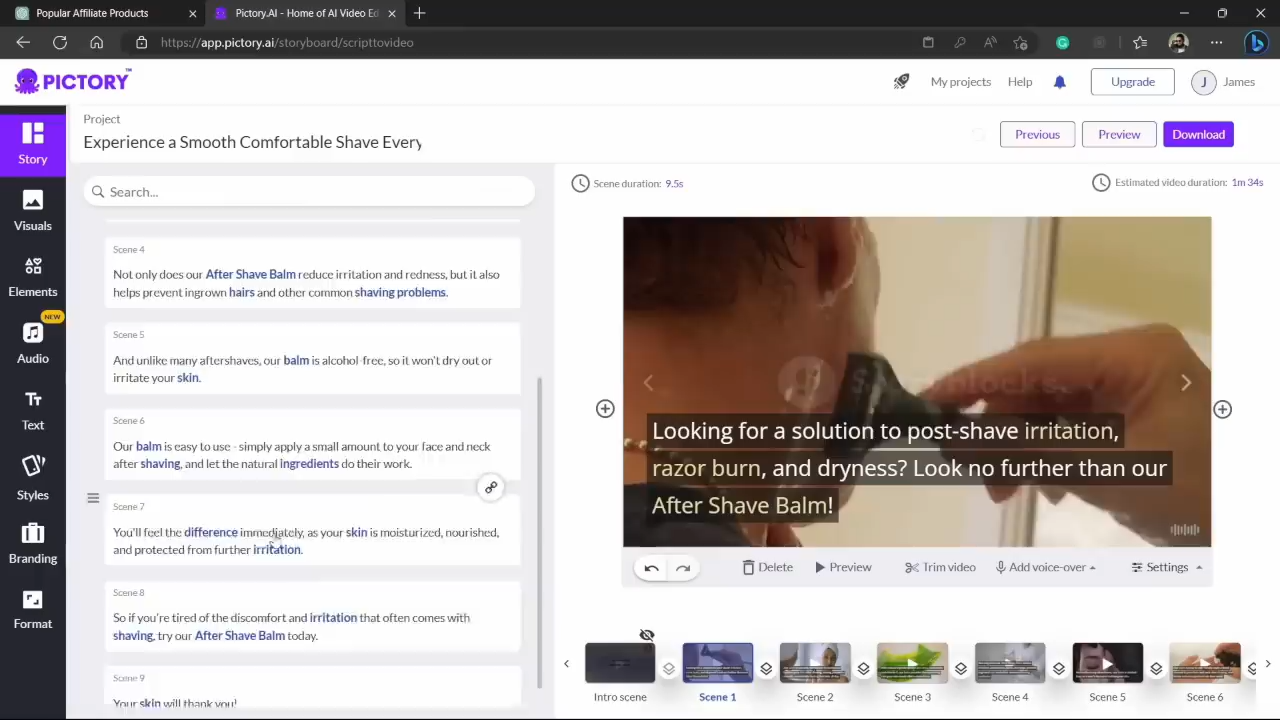 Popular Affiliate Products
Pictory.AI - Home of AI Video Ed
https://app.pictory.ai/storyboard/scripttovideo
PICTORY
My projects
Help
Upgrade
J
James
Project
Experience a Smooth Comfortable Shave Every
Previous
Preview
Download
Story
Visuals
Elements
NEW
Audio
Text
Styles
Branding
Format
Search...
Scene 4
Not only does our After Shave Balm reduce irritation and redness, but it also
helps prevent ingrown hairs and other common shaving problems.
Scene 5
And unlike many aftershaves, our balm is alcohol-free, so it won't dry out or
irritate your skin.
Scene 6
Our balm is easy to use - simply apply a small amount to your face and neck
after shaving, and let the natural ingredients do their work.
Scene 7
You'll feel the difference immediately, as your skin is moisturized, nourished,
and protected from further irritation.
Scene 8
So if you're tired of the discomfort and irritation that often comes with
shaving, try our After Shave Balm today.
Scene 9
Your skin will thank you!
Scene duration: 9.5s
Estimated video duration: 1m 34s
Looking for a solution to post-shave irritation,
razor burn, and dryness? Look no further than our
After Shave Balm!
Delete
Preview
Trim video
Add voice-over
Settings
Intro scene
Scene 1
Scene 2
Scene 3
Scene 4
Scene 5
Scene 6